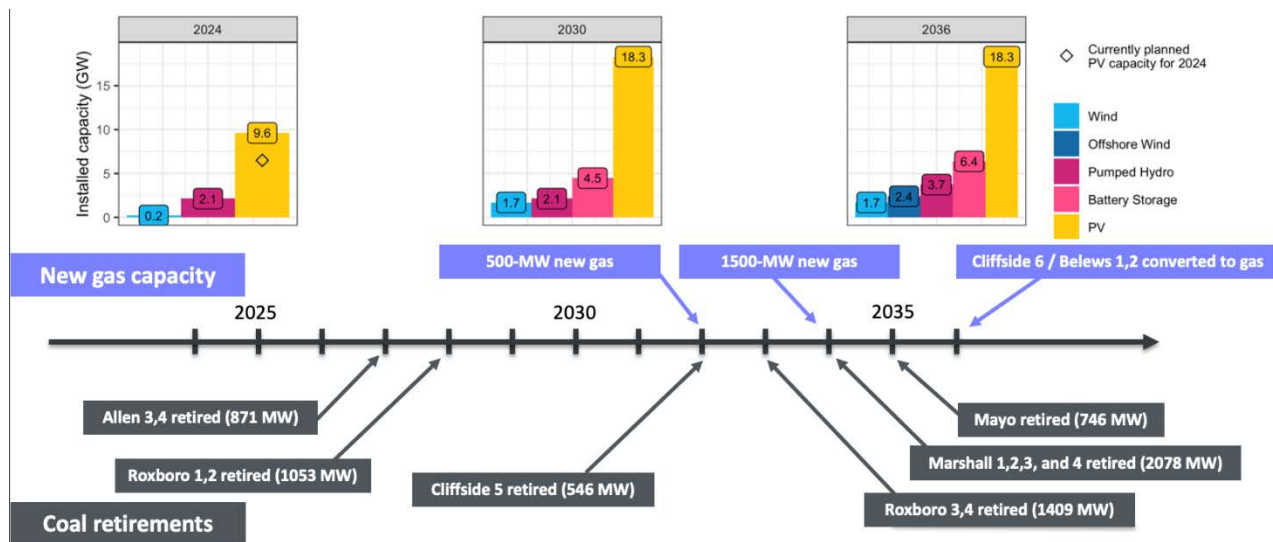 2024
2030
2036
Installed capacity (GW)
15
10
5
0
0.2
2.1
9.6
1.7
2.1
4.5
18.3
1.7
2.4
3.7
6.4
18.3
Currently planned
PV capacity for 2024
Wind
Offshore Wind
Pumped Hydro
Battery Storage
PV
New gas capacity
500-MW new gas
1500-MW new gas
Cliffside 6 / Belews 1,2 converted to gas
2025
2030
2035
Allen 3,4 retired (871 MW)
Mayo retired (746 MW)
Roxboro 1,2 retired (1053 MW)
Marshall 1,2,3, and 4 retired (2078 MW)
Cliffside 5 retired (546 MW)
Roxboro 3,4 retired (1409 MW)
Coal retirements